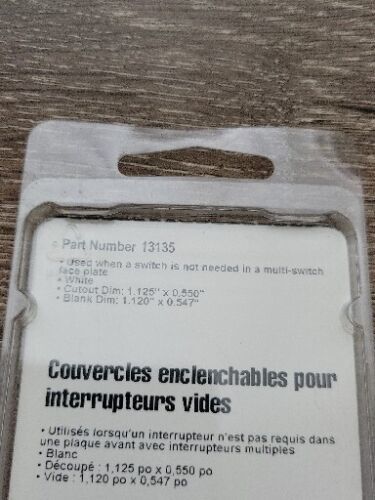 Part Number 13135
• Used when a switch is not needed in a multi-switch
face plate
• White
• Cutout Dim: 1.125" x 0.550"
• Blank Dim: 1.120" x 0.547"
Couvercles enclenchables pour
interrupteurs vides
• Utilisés lorsqu'un interrupteur n'est pas requis dans
une plaque avant avec interrupteurs multiples
• Blanc
• Découpé : 1,125 po x 0,550 po
• Vide : 1,120 po x 0,547 po